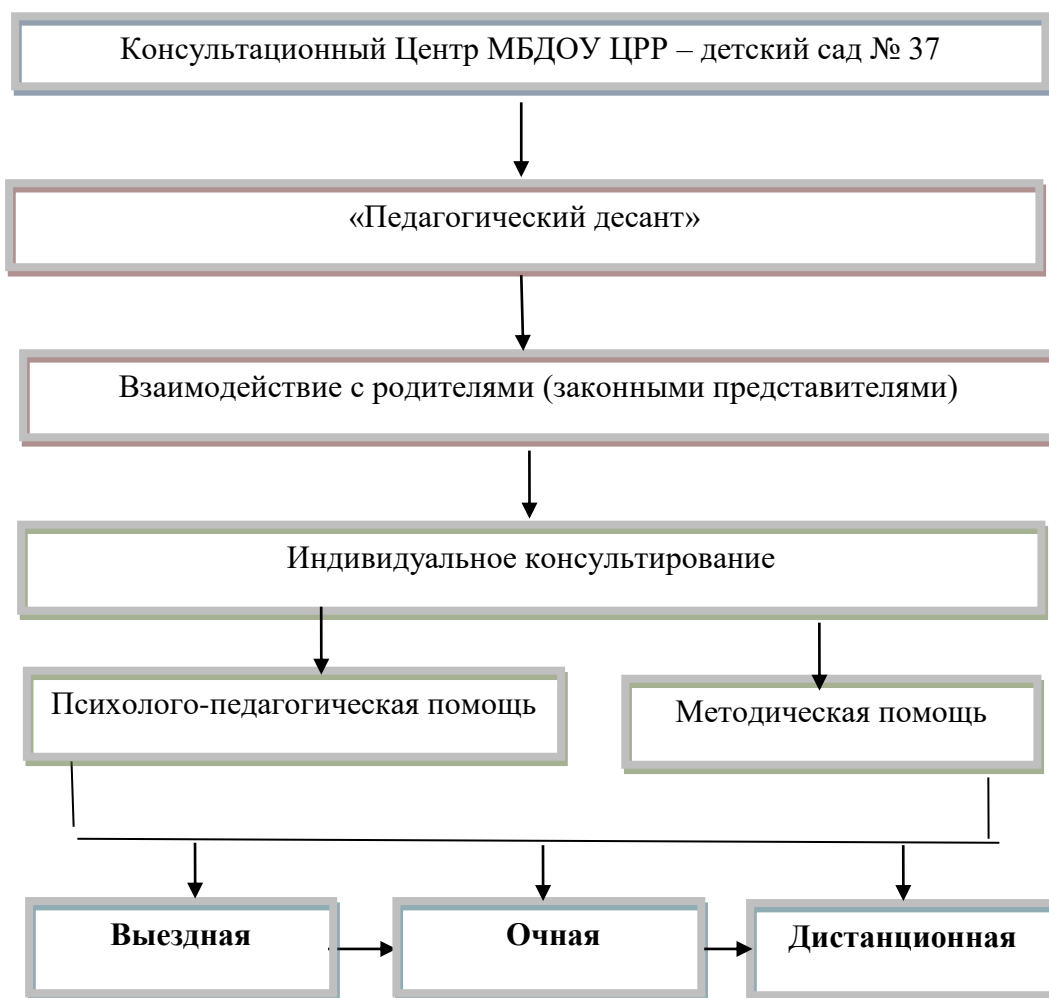 Консультационный Центр МБДОУ ЦРР – детский сад № 37
«Педагогический десант»
Взаимодействие с родителями (законными представителями)
Индивидуальное консультирование
Психолого-педагогическая помощь
Методическая помощь
Выездная
Очная
Дистанционная